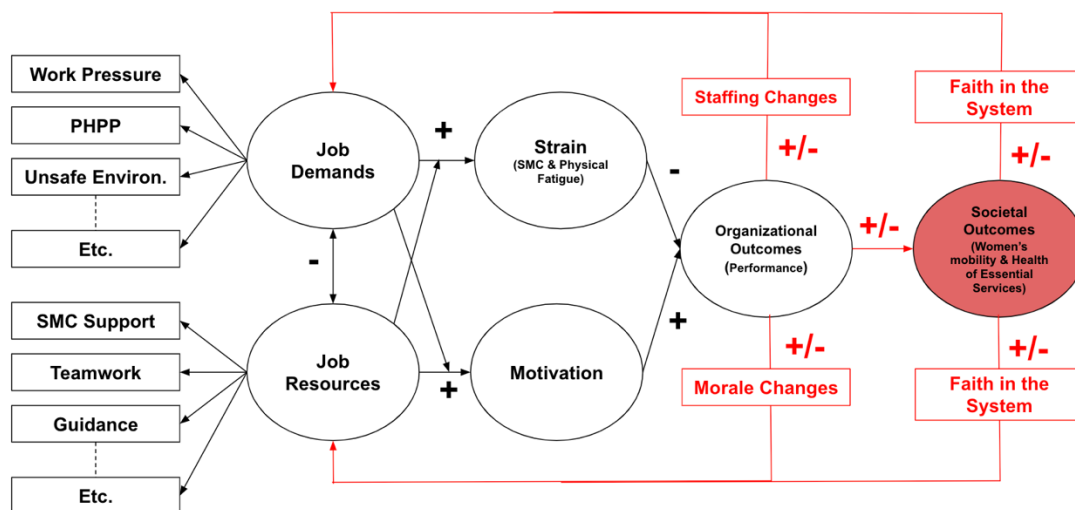 Work Pressure
PHPP
Unsafe Environ.
Etc.
SMC Support
Teamwork
Guidance
Etc.
Job
Demands
-
Job
Resources
+
+
Strain
(SMC & Physical
Fatigue)
Motivation
-
+
Staffing Changes
+/-
Organizational
Outcomes
(Performance)
+/-
Morale Changes
+/-
Faith in the
System
+/-
Societal
Outcomes
(Women's
mobility & Health
of Essential
Services)
+/-
Faith in the
System